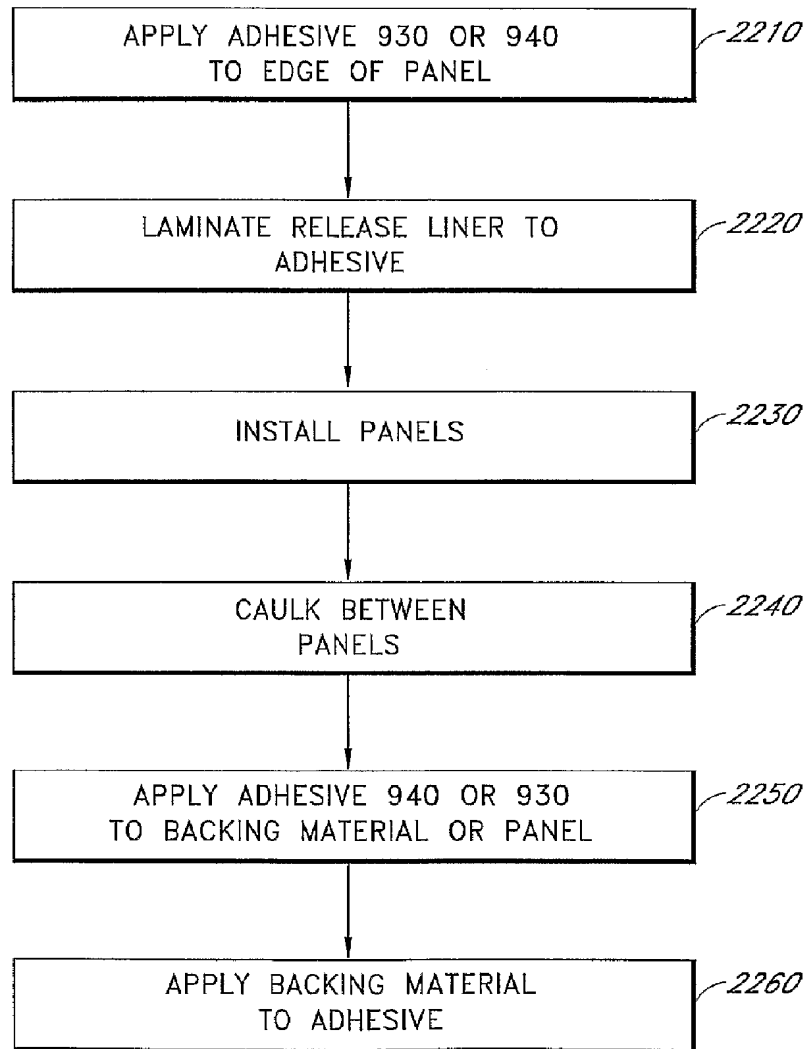 APPLY ADHESIVE 930 OR 940
TO EDGE OF PANEL
2210
LAMINATE RELEASE LINER TO
ADHESIVE
2220
INSTALL PANELS
2230
CAULK BETWEEN
PANELS
2240
APPLY ADHESIVE 940 OR 930
TO BACKING MATERIAL OR PANEL
2250
APPLY BACKING MATERIAL
TO ADHESIVE
2260